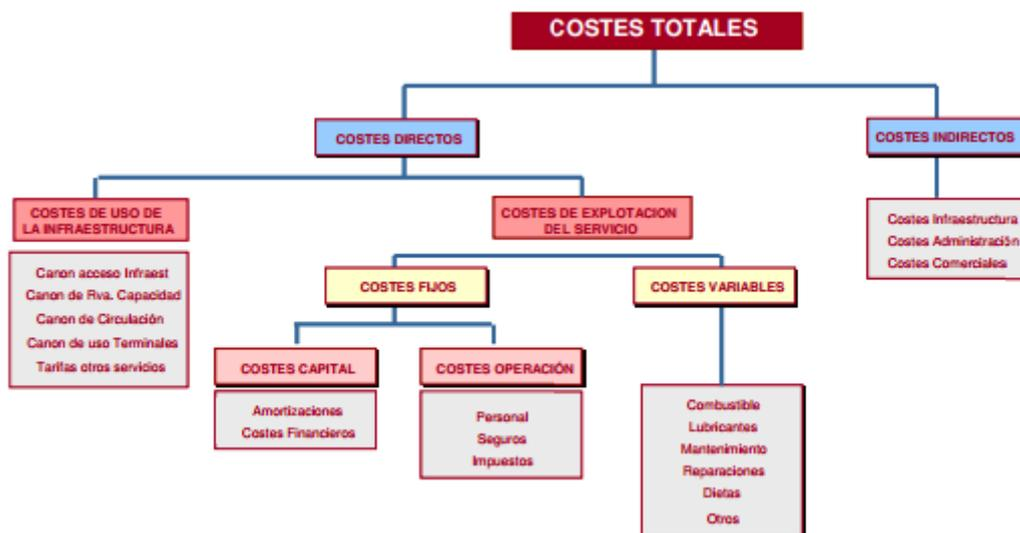 COSTES TOTALES
COSTES DIRECTOS
COSTES INDIRECTOS
COSTES DE USO DE
LA INFRAESTRUCTURA
COSTES DE EXPLOTACION
DEL SERVICIO
Costes Infraestructura
Costes Administración
Costes Comerciales
Canon acceso Infraest
Canon de Rva. Capacidad
Canon de Circulación
Canon de uso Terminales
Tarifas otros servicios
COSTES FIJOS
COSTES VARIABLES
COSTES CAPITAL
COSTES OPERACIÓN
Amortizaciones
Costes Financieros
Personal
Seguros
Impuestos
Combustible
Lubricantes
Mantenimiento
Reparaciones
Dietas
Otros